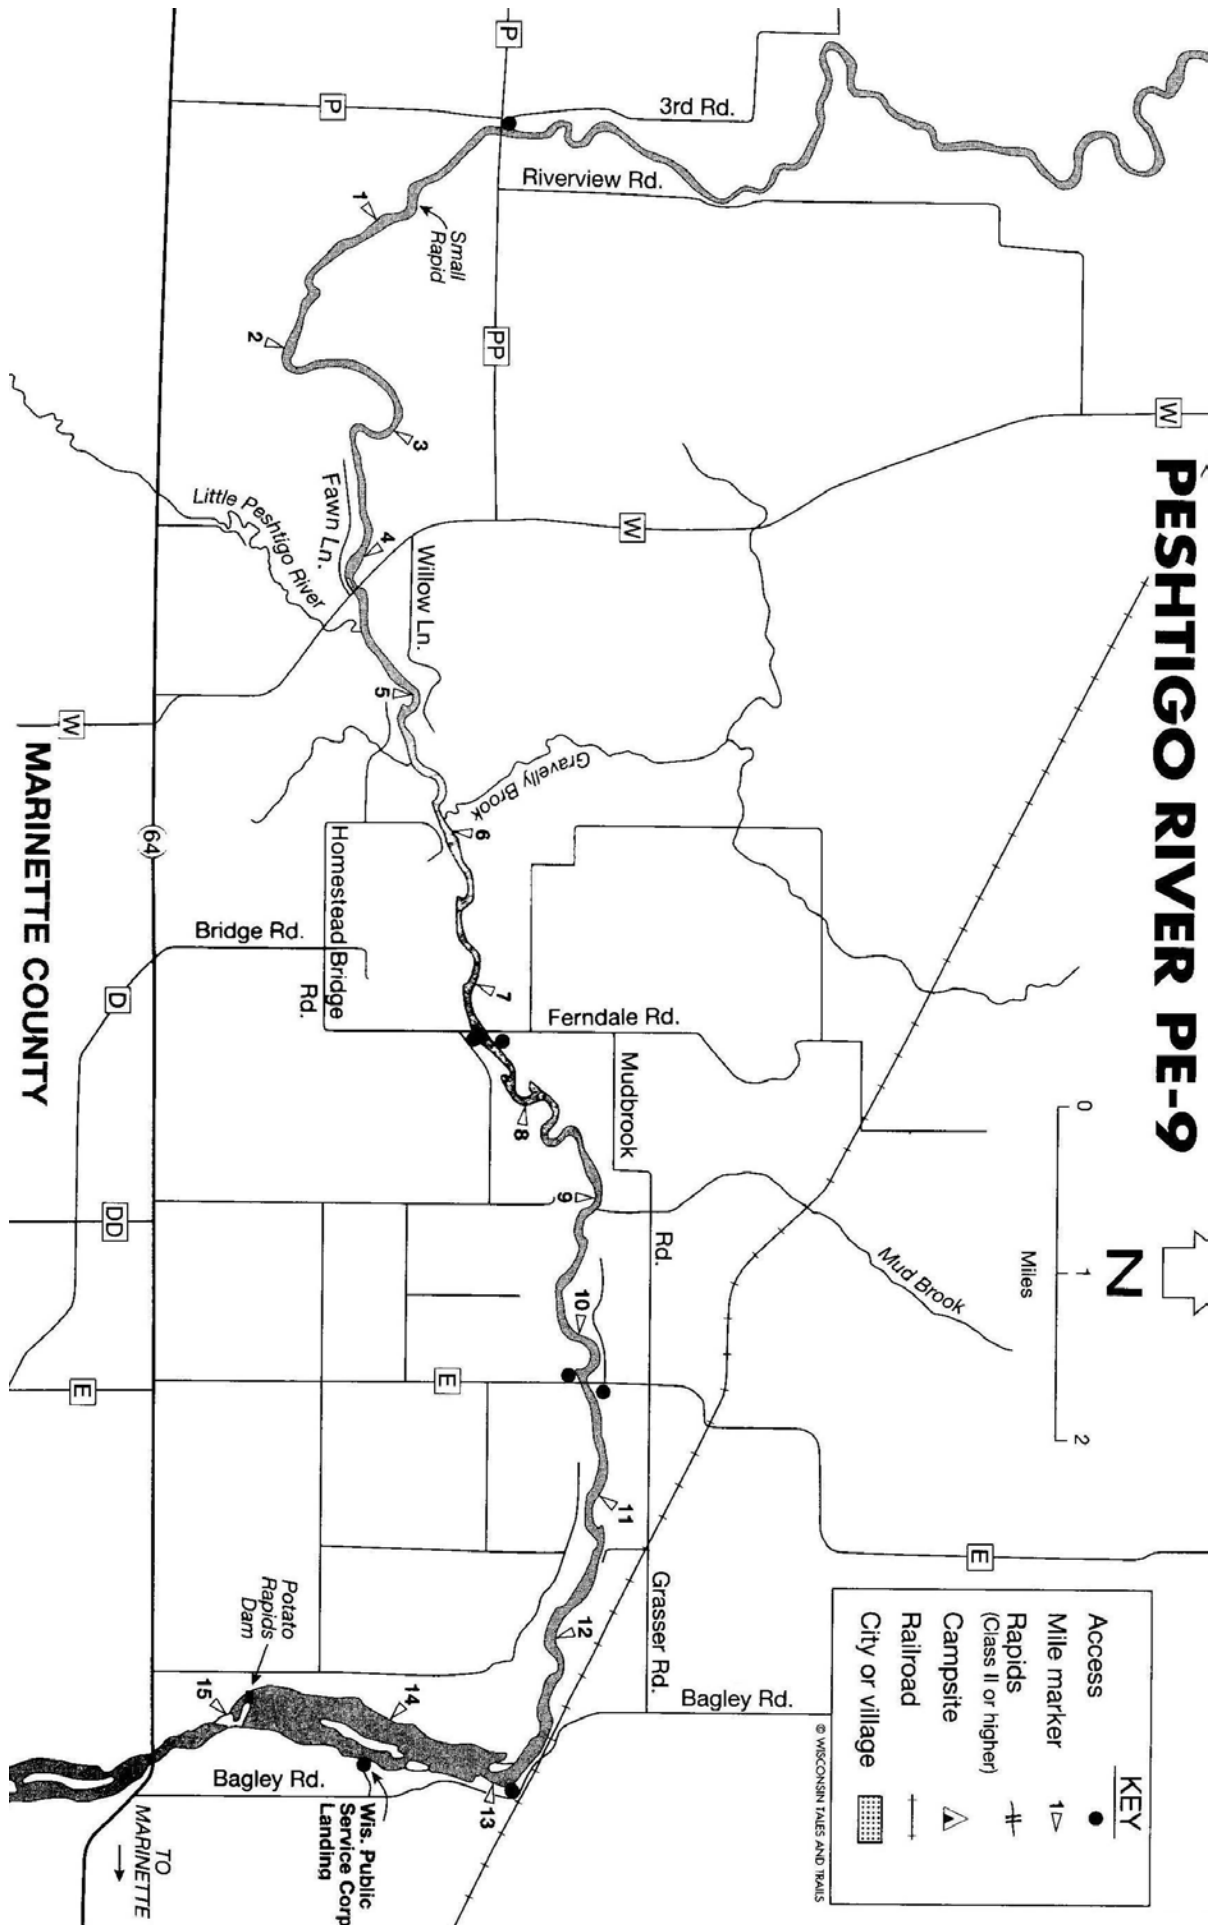 PESHTIGO RIVER PE-9
P
P
3rd Rd.
Riverview Rd.
Small
Rapid
1
2
3
PP
W
W
Little Peshtigo River
Fawn Ln.
4
Willow Ln.
5
W
MARINETTE COUNTY
64
Gravelly Brook
6
Homestead Bridge
Rd.
Bridge Rd.
D
7
Ferndale Rd.
Mudbrook
Rd.
8
9
DD
Mud Brook
10
E
E
E
11
12
Grasser Rd.
Bagley Rd.
Potato
Rapids
Dam
15
14
13
Bagley Rd.
Wis. Public
Service Corp
Landing
TO
MARINETTE
0
1
2
Miles
N
KEY
Access
Mile marker
1
Rapids
(Class II or higher)
Campsite
Railroad
City or village
© WISCONSIN TALES AND TRAILS